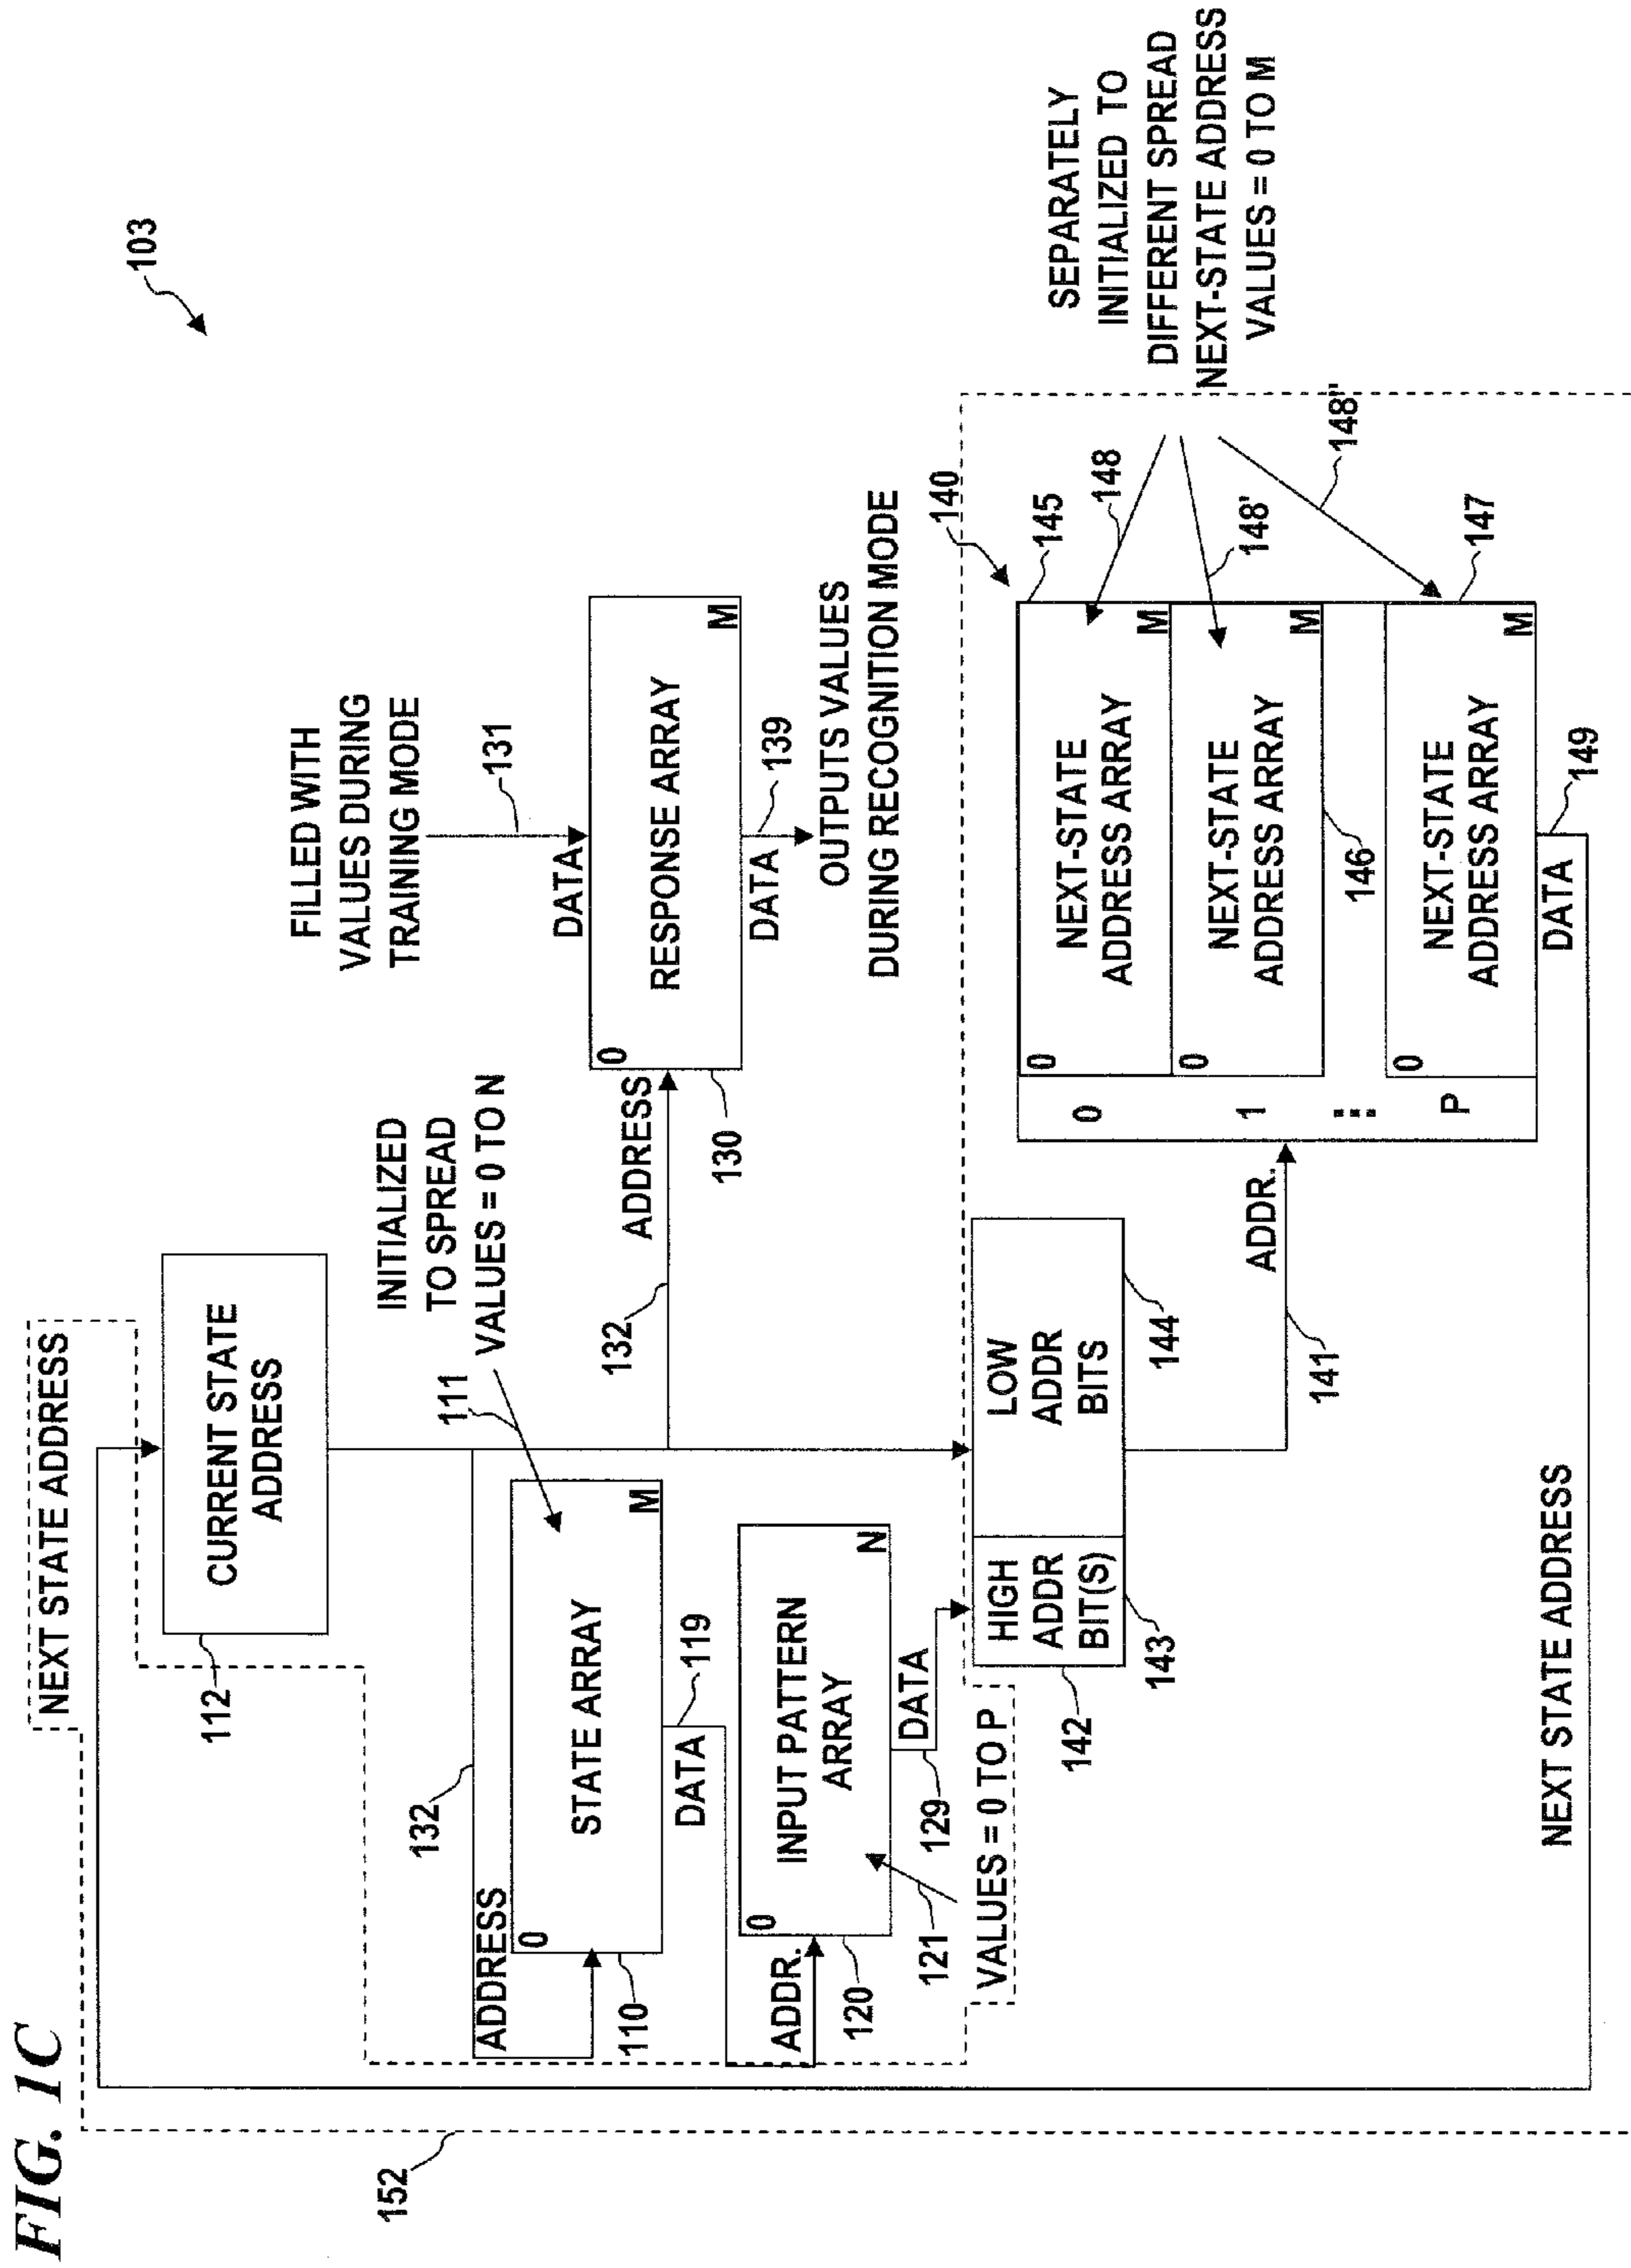 FIG. 1C
103
NEXT STATE ADDRESS
CURRENT STATE
ADDRESS
112
152
FILLED WITH
VALUES DURING
TRAINING MODE
131
DATA
INITIALIZED
TO SPREAD
VALUES = 0 TO N
111
132
ADDRESS
0
STATE ARRAY
M
110
DATA
119
132
ADDRESS
0
RESPONSE ARRAY
M
130
DATA
139
OUTPUTS VALUES
DURING RECOGNITION MODE
ADDR.
0
INPUT PATTERN
ARRAY
N
120
121
DATA
129
VALUES = 0 TO P
HIGH
ADDR
BIT(S)
LOW
ADDR
BITS
142
143
144
ADDR.
141
140
145
0
NEXT-STATE
ADDRESS ARRAY
M
148
0
1
⋮
P
0
NEXT-STATE
ADDRESS ARRAY
M
148'
146
0
NEXT-STATE
ADDRESS ARRAY
M
147
148"
DATA
149
SEPARATELY
INITIALIZED TO
DIFFERENT SPREAD
NEXT-STATE ADDRESS
VALUES = 0 TO M
NEXT STATE ADDRESS